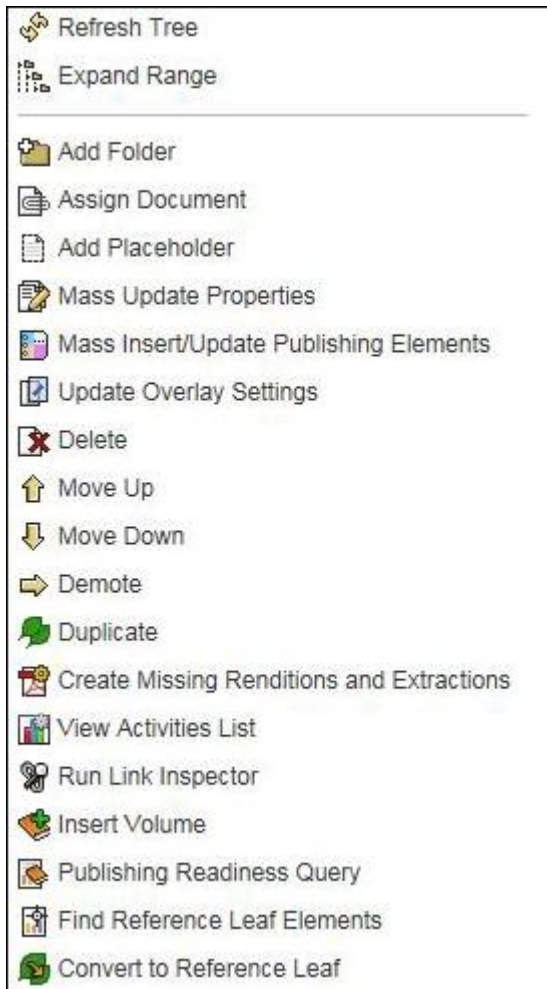 Refresh Tree
Expand Range
Add Folder
Assign Document
Add Placeholder
Mass Update Properties
Mass Insert/Update Publishing Elements
Update Overlay Settings
Delete
Move Up
Move Down
Demote
Duplicate
Create Missing Renditions and Extractions
View Activities List
Run Link Inspector
Insert Volume
Publishing Readiness Query
Find Reference Leaf Elements
Convert to Reference Leaf